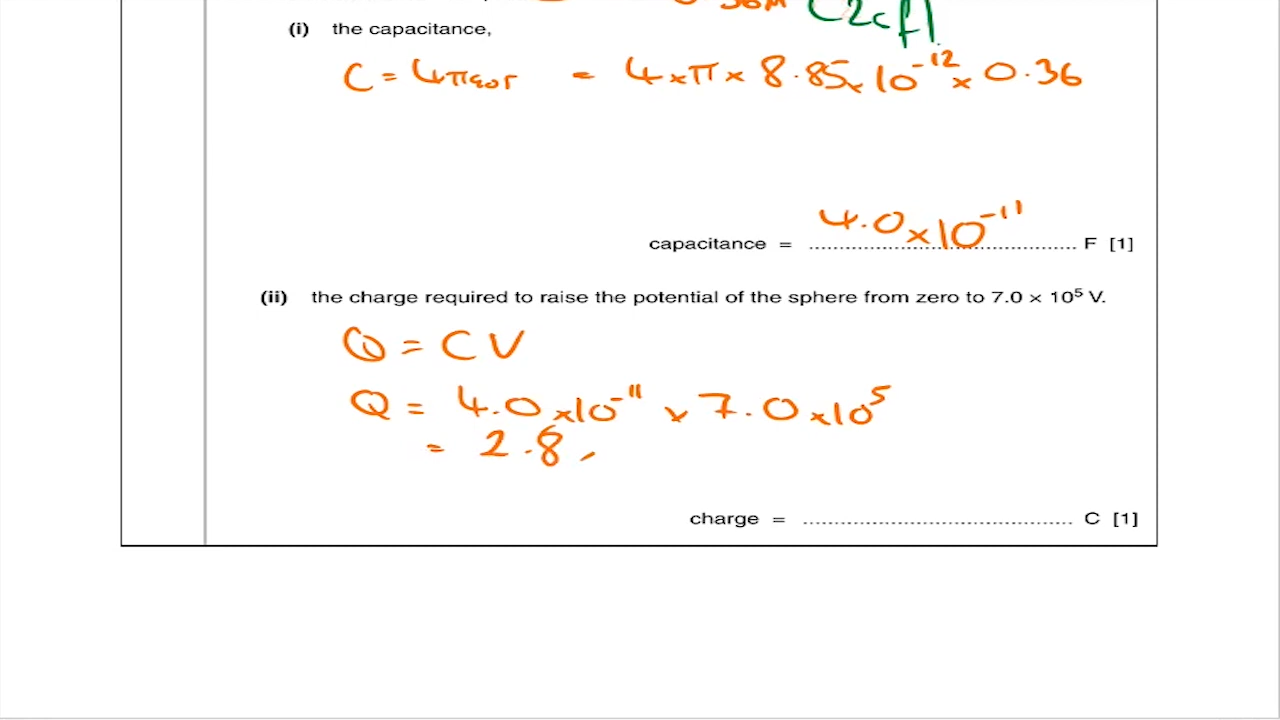 (2cf)
(i) the capacitance,
C = 4πε₀r = 4 × π × 8.85 × 10⁻¹² × 0.36
4.0 × 10⁻¹¹
capacitance = ............................................ F [1]
(ii) the charge required to raise the potential of the sphere from zero to 7.0 × 10⁵ V.
Q = CV
Q = 4.0 × 10⁻¹¹ × 7.0 × 10⁵
= 2.8
charge = ............................................ C [1]